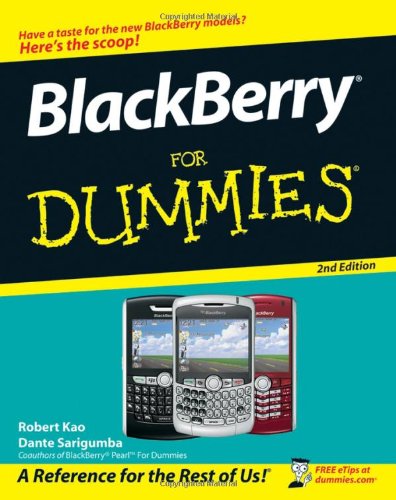 Have a taste for the new BlackBerry models?
Here's the scoop!
BlackBerry®
FOR
DUMMIES®
2nd Edition
BlackBerry
Robert Kao
Dante Sarigumba
Coauthors of BlackBerry® Pearl™ For Dummies
A Reference for the Rest of Us!®
FREE eTips at
dummies.com®